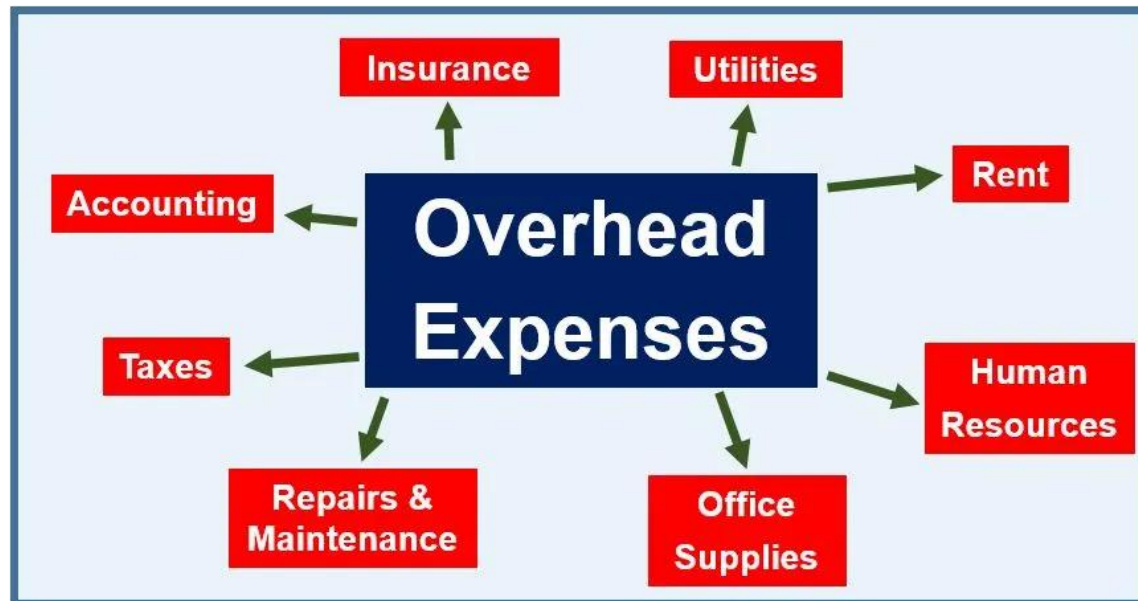 Insurance
Utilities
Rent
Accounting
Overhead
Expenses
Taxes
Human
Resources
Repairs &
Maintenance
Office
Supplies